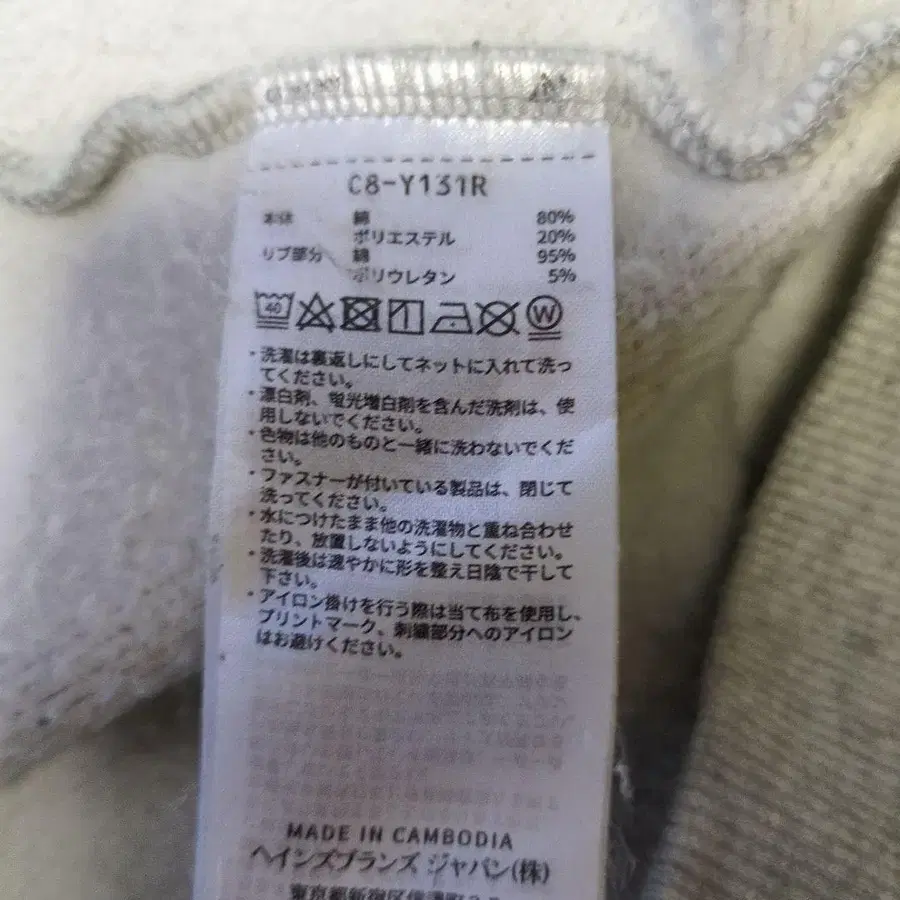 C8-Y131R
本体 綿 80%
ポリエステル 20%
リブ部分 綿 95%
ポリウレタン 5%
40 W
・洗濯は裏返しにしてネットに入れて洗っ
てください。
・漂白剤、蛍光増白剤を含んだ洗剤は、使
用しないでください。
・色物は他のものと一緒に洗わないでくだ
さい。
・ファスナーが付いている製品は、閉じて
洗ってください。
・水につけたまま他の洗濯物と重ね合わせ
たり、放置しないようにしてください。
・洗濯後は速やかに形を整え日陰で干して
下さい。
・アイロン掛けを行う際は当て布を使用し、
プリントマーク、刺繍部分へのアイロン
はお避けください。
MADE IN CAMBODIA
ヘインズブランズ ジャパン(株)
東京都新宿区信濃町